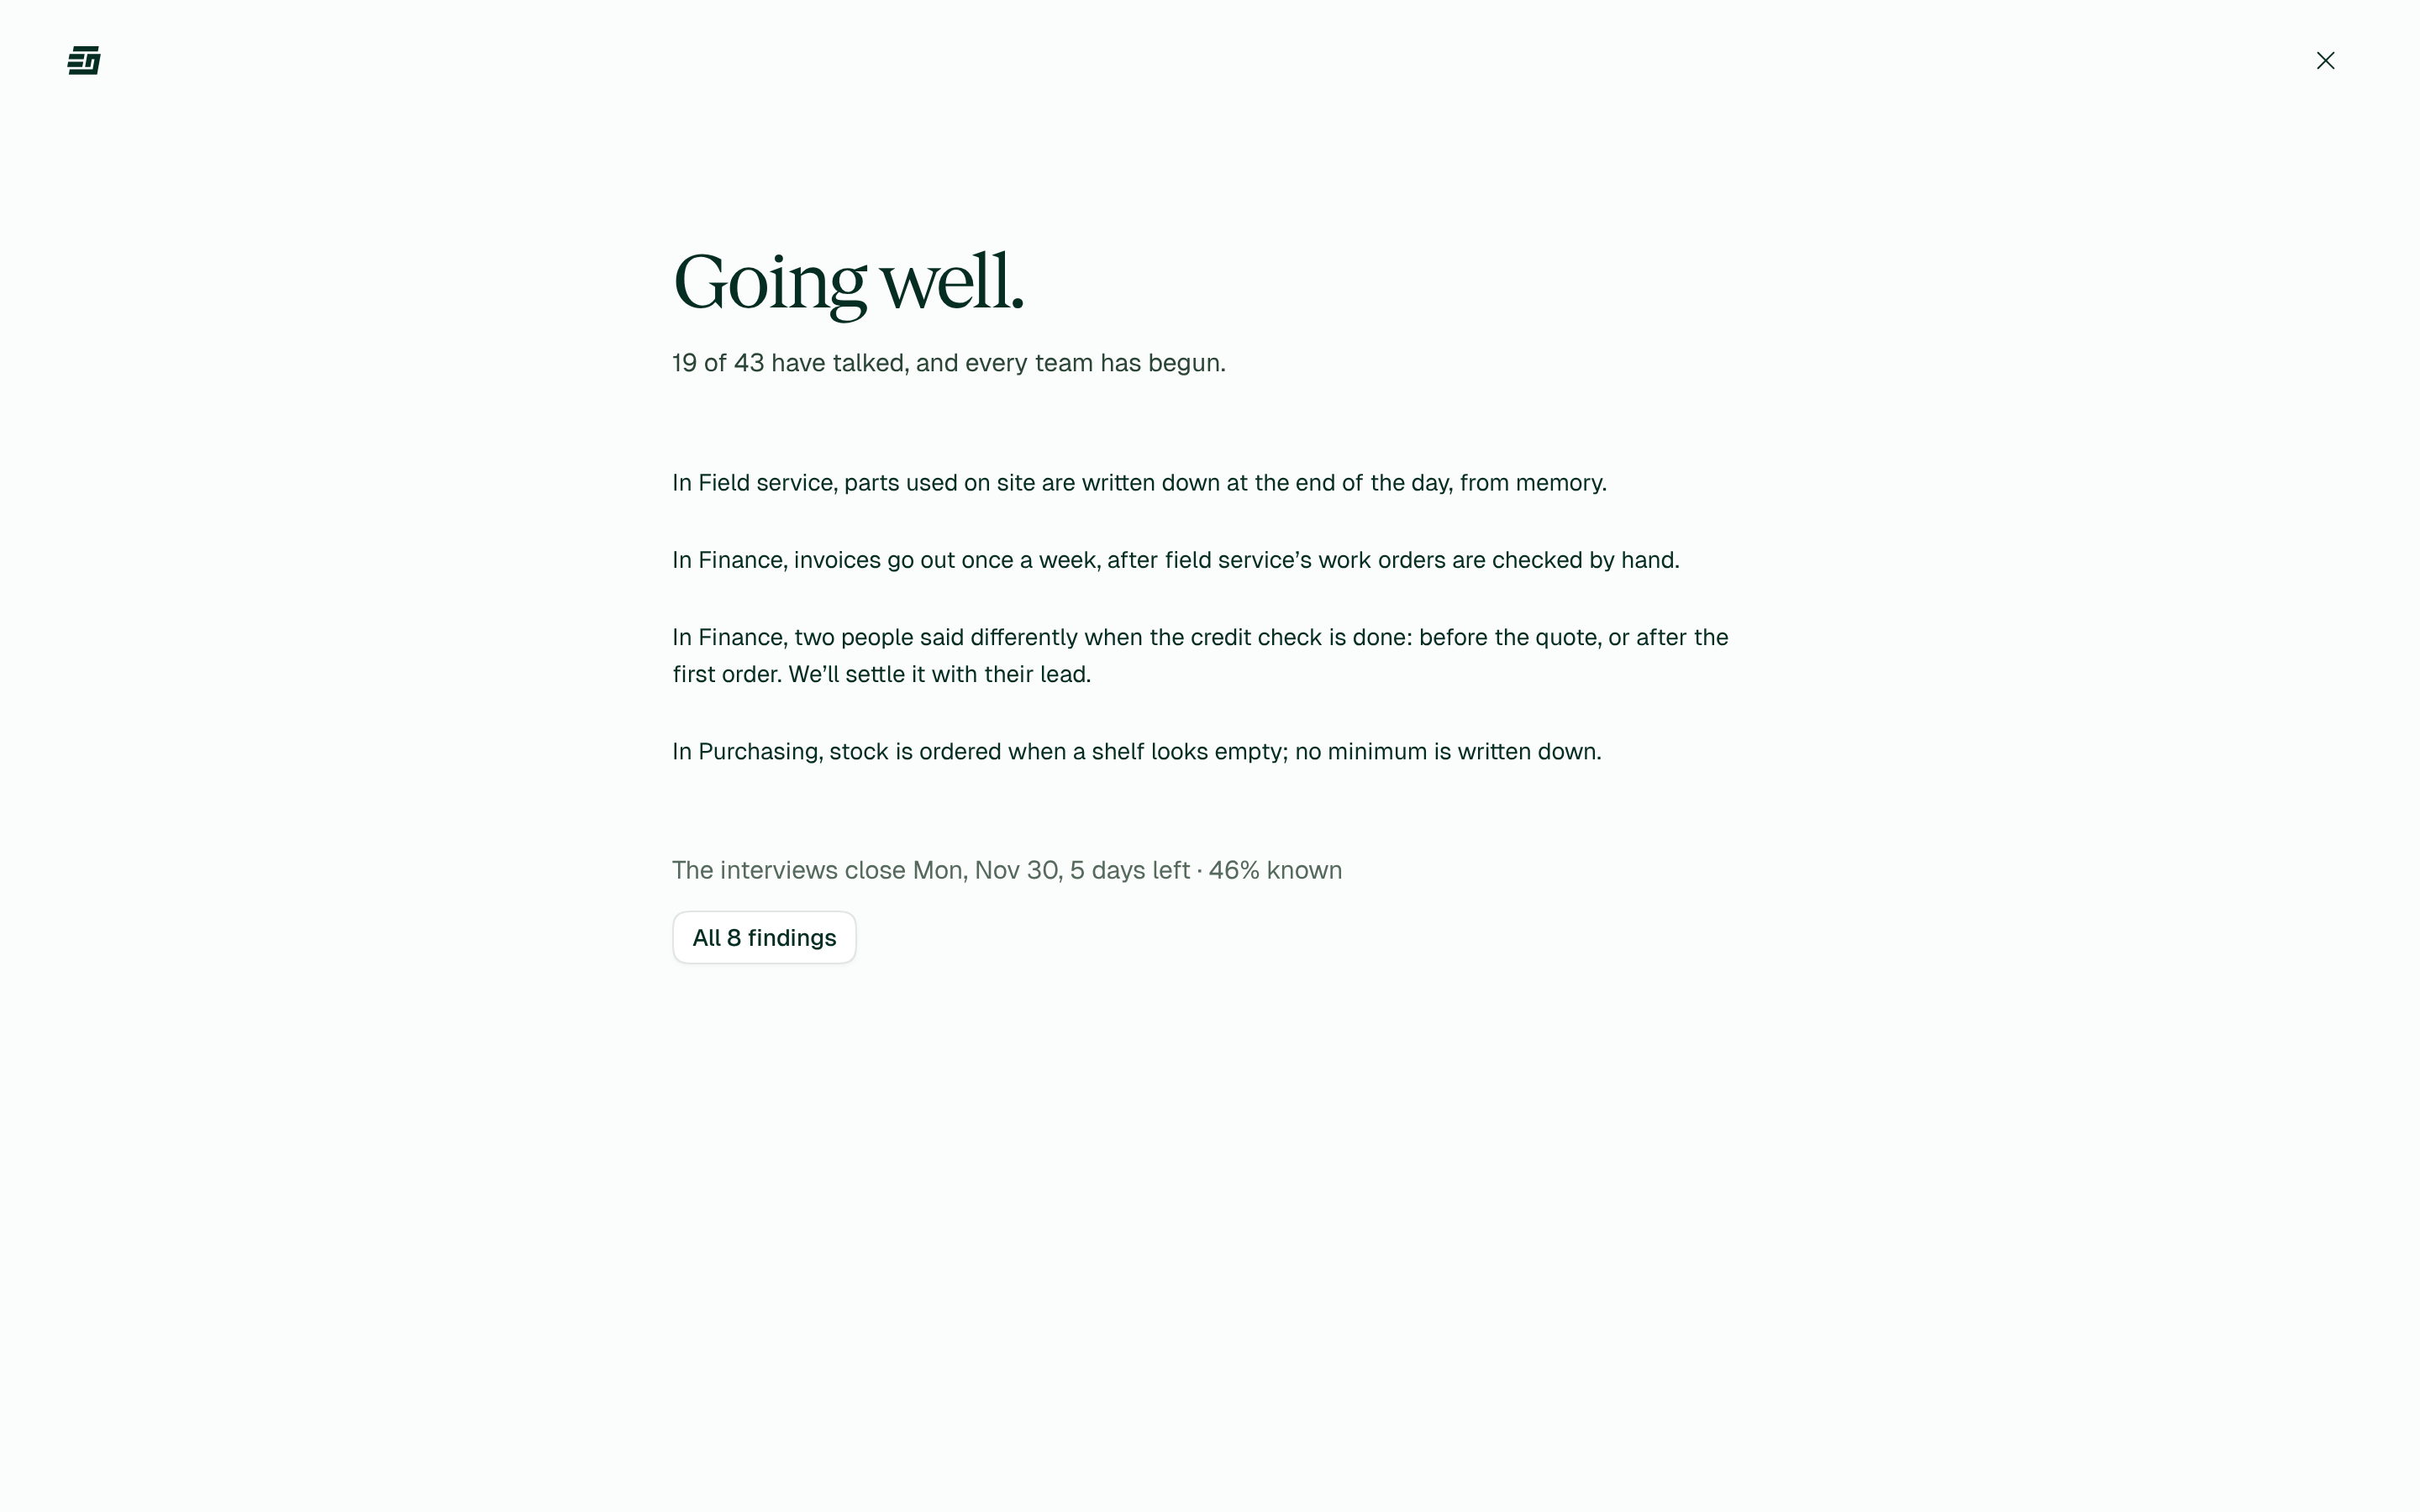 Going well.
19 of 43 have talked, and every team has begun.
In Field service, parts used on site are written down at the end of the day, from memory.
In Finance, invoices go out once a week, after field service’s work orders are checked by hand.
In Finance, two people said differently when the credit check is done: before the quote, or after the
first order. We’ll settle it with their lead.
In Purchasing, stock is ordered when a shelf looks empty; no minimum is written down.
The interviews close Mon, Nov 30, 5 days left · 46% known
All 8 findings